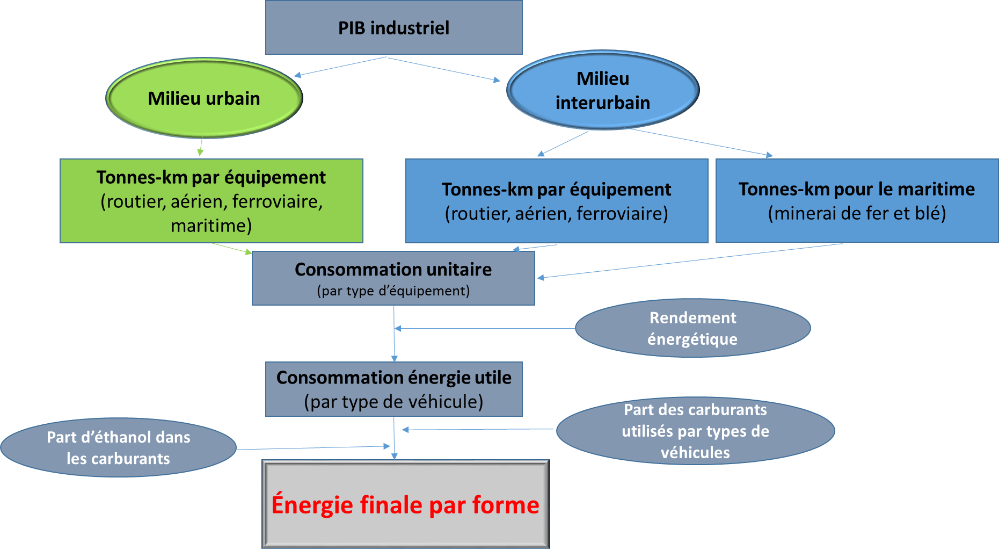 PIB industriel
Milieu urbain
Milieu
interurbain
Tonnes-km par équipement
(routier, aérien, ferroviaire,
maritime)
Tonnes-km par équipement
(routier, aérien, ferroviaire)
Tonnes-km pour le maritime
(minerai de fer et blé)
Consommation unitaire
(par type d’équipement)
Rendement
énergétique
Consommation énergie utile
(par type de véhicule)
Part des carburants
utilisés par types de
véhicules
Part d’éthanol dans
les carburants
Énergie finale par forme